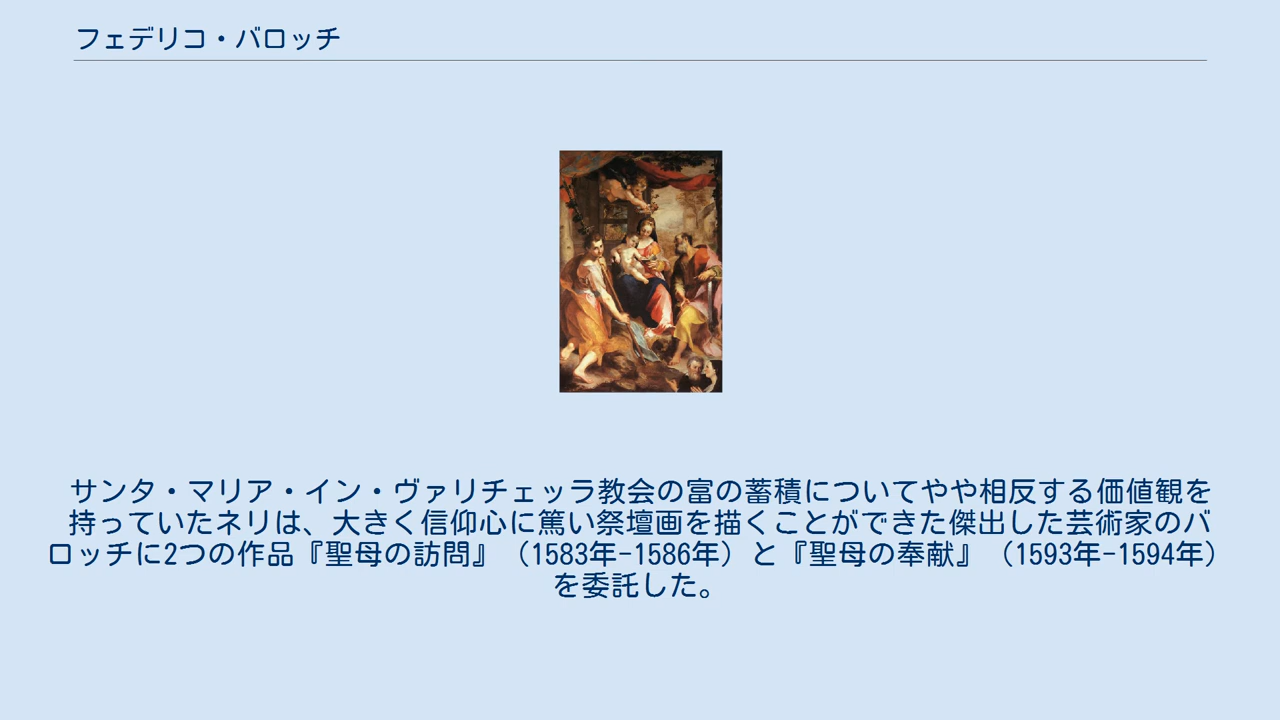 フェデリコ・バロッチ
サンタ・マリア・イン・ヴァリチェッラ教会の富の蓄積についてやや相反する価値観を
持っていたネリは、大きく信仰心に篤い祭壇画を描くことができた傑出した芸術家のバ
ロッチに2つの作品『聖母の訪問』（1583年-1586年）と『聖母の奉献』（1593年-1594年）
を委託した。